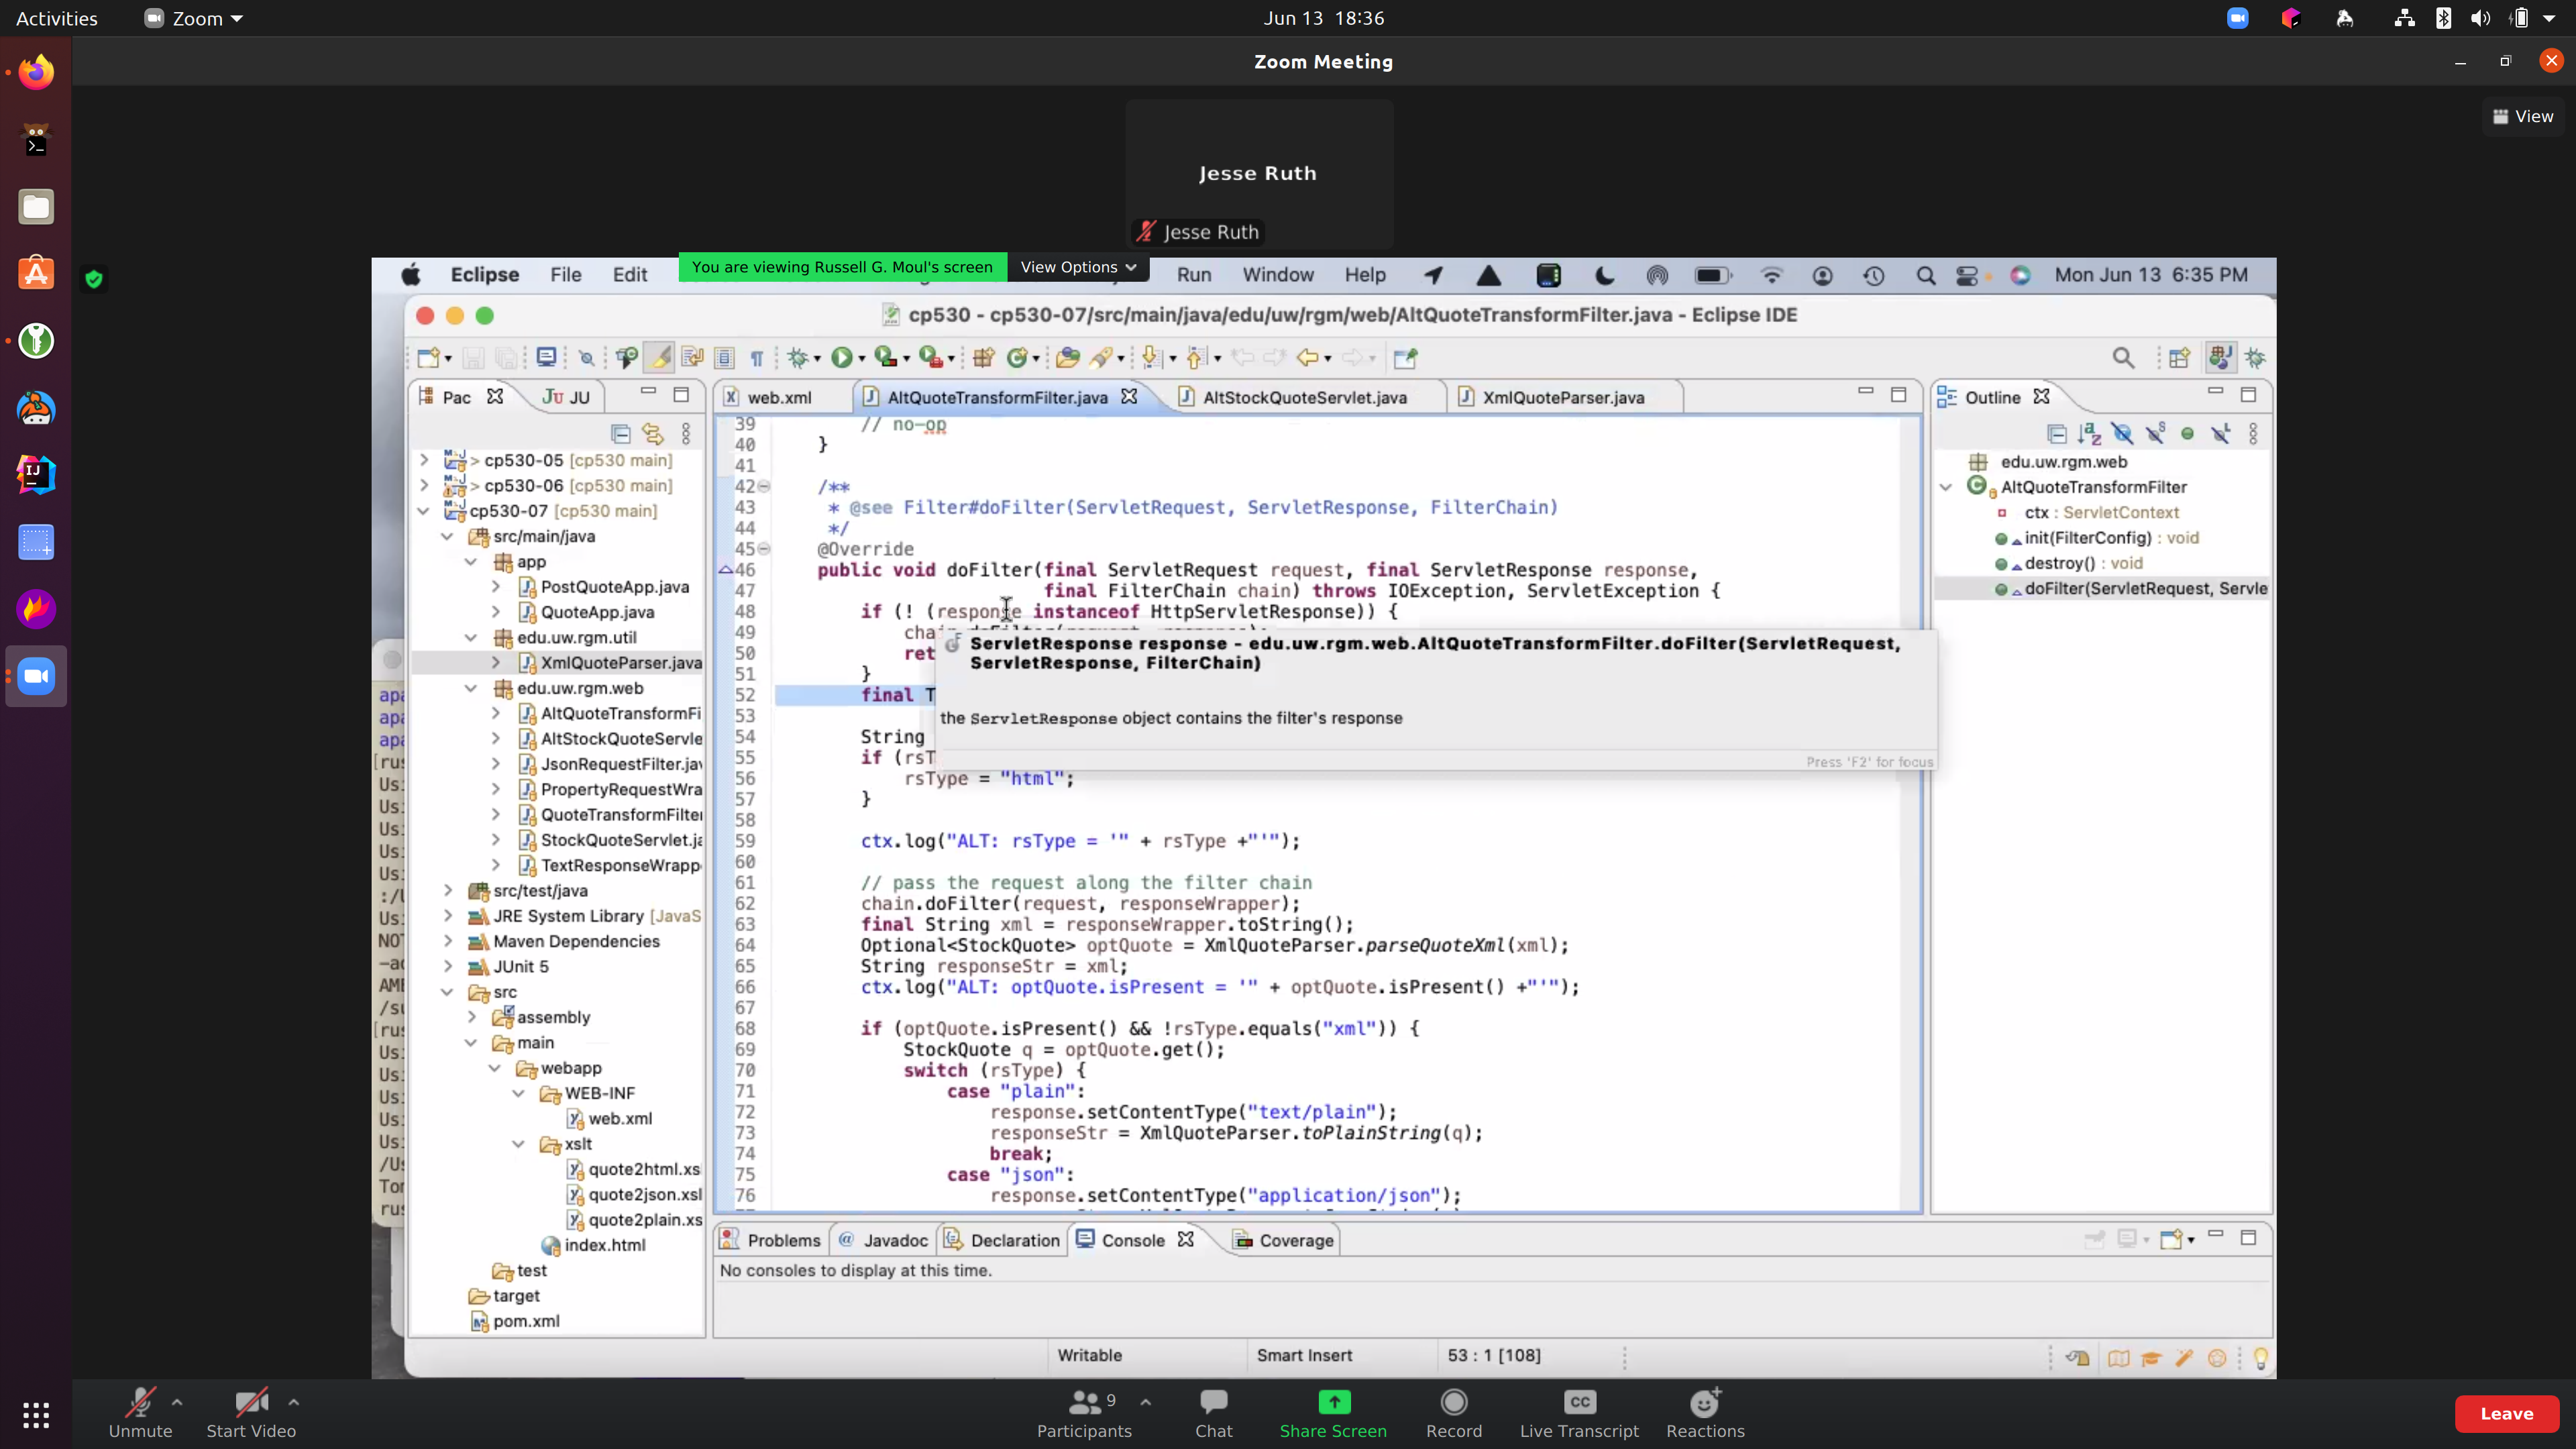 Activities
Zoom
Jun 13 18:36
Zoom Meeting
View
Jesse Ruth
Jesse Ruth
You are viewing Russell G. Moul's screen
View Options
Eclipse File Edit Run Window Help Mon Jun 13 6:35 PM
cp530 - cp530-07/src/main/java/edu/uw/rgm/web/AltQuoteTransformFilter.java - Eclipse IDE
Pac
JU JU
web.xml
AltQuoteTransformFilter.java
AltStockQuoteServlet.java
XmlQuoteParser.java
Outline
> cp530-05 [cp530 main]
> cp530-06 [cp530 main]
cp530-07 [cp530 main]
src/main/java
app
PostQuoteApp.java
QuoteApp.java
edu.uw.rgm.util
XmlQuoteParser.java
edu.uw.rgm.web
AltQuoteTransformFi
AltStockQuoteServle
JsonRequestFilter.jav
PropertyRequestWra
QuoteTransformFilter
StockQuoteServlet.ja
TextResponseWrapp
src/test/java
JRE System Library [JavaS
Maven Dependencies
JUnit 5
src
assembly
main
webapp
WEB-INF
web.xml
xslt
quote2html.xs
quote2json.xsl
quote2plain.xs
index.html
test
target
pom.xml
39 // no-op
40 }
41
42 /**
43 * @see Filter#doFilter(ServletRequest, ServletResponse, FilterChain)
44 */
45 @Override
46 public void doFilter(final ServletRequest request, final ServletResponse response,
47 final FilterChain chain) throws IOException, ServletException {
48 if (! (response instanceof HttpServletResponse)) {
49
50 ret
51 }
52 final T
53
54 String
55 if (rsT
56 rsType = "html";
57 }
58
59 ctx.log("ALT: rsType = '" + rsType +"'");
60
61 // pass the request along the filter chain
62 chain.doFilter(request, responseWrapper);
63 final String xml = responseWrapper.toString();
64 Optional<StockQuote> optQuote = XmlQuoteParser.parseQuoteXml(xml);
65 String responseStr = xml;
66 ctx.log("ALT: optQuote.isPresent = '" + optQuote.isPresent() +"'");
67
68 if (optQuote.isPresent() && !rsType.equals("xml")) {
69 StockQuote q = optQuote.get();
70 switch (rsType) {
71 case "plain":
72 response.setContentType("text/plain");
73 responseStr = XmlQuoteParser.toPlainString(q);
74 break;
75 case "json":
76 response.setContentType("application/json");
ServletResponse response - edu.uw.rgm.web.AltQuoteTransformFilter.doFilter(ServletRequest,
ServletResponse, FilterChain)
the ServletResponse object contains the filter's response
Press 'F2' for focus
edu.uw.rgm.web
AltQuoteTransformFilter
ctx : ServletContext
init(FilterConfig) : void
destroy() : void
doFilter(ServletRequest, Servle
Problems
Javadoc
Declaration
Console
Coverage
No consoles to display at this time.
Writable
Smart Insert
53 : 1 [108]
Unmute
Start Video
9
Participants
Chat
Share Screen
Record
CC
Live Transcript
Reactions
Leave